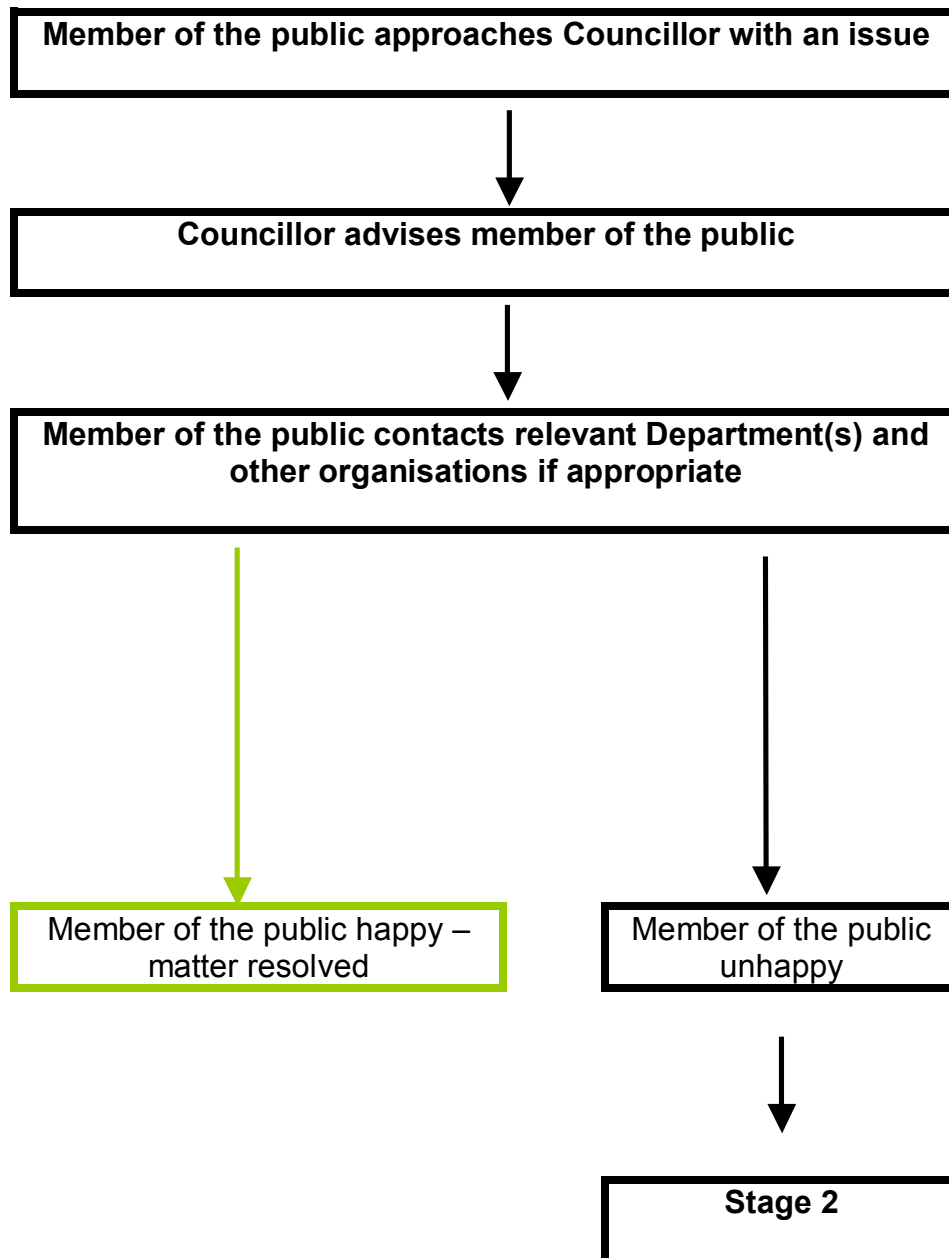 Member of the public approaches Councillor with an issue
Councillor advises member of the public
Member of the public contacts relevant Department(s) and
other organisations if appropriate
Member of the public happy –
matter resolved
Member of the public
unhappy
Stage 2